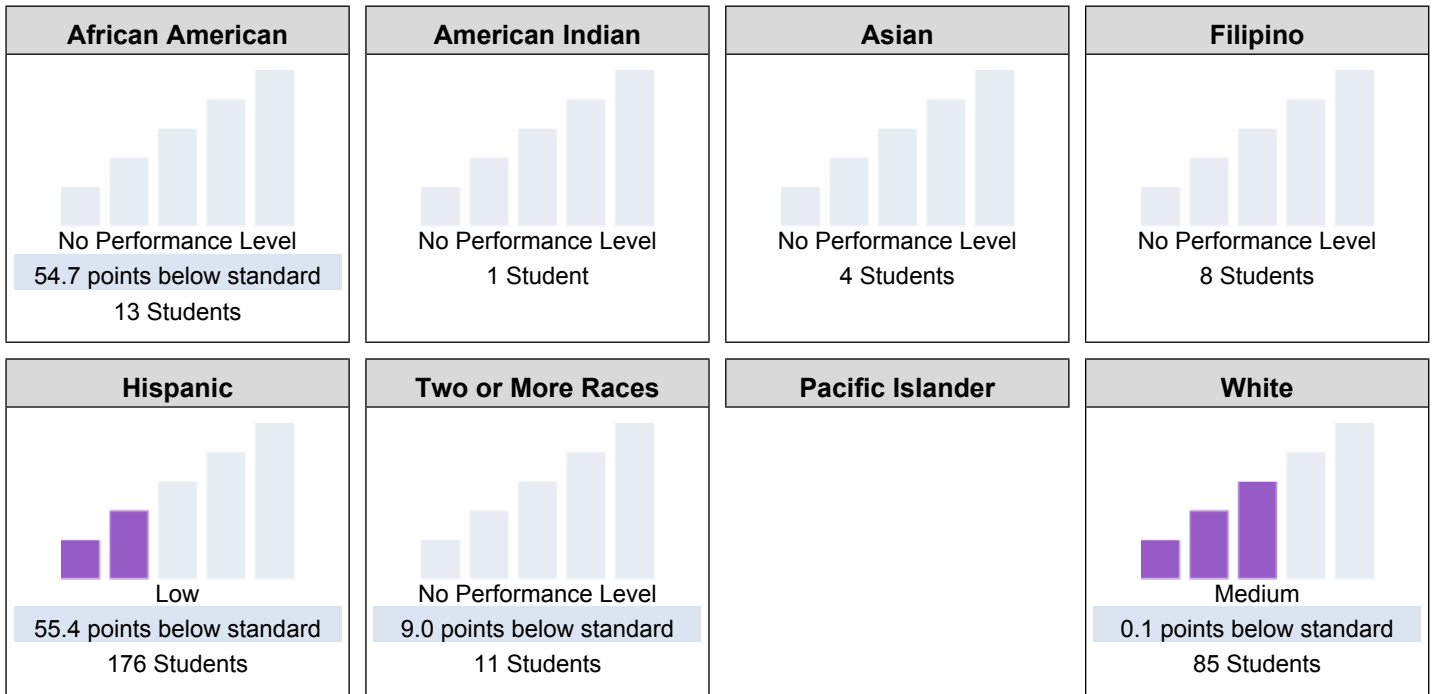 African American
No Performance Level
54.7 points below standard
13 Students
American Indian
No Performance Level
1 Student
Asian
No Performance Level
4 Students
Filipino
No Performance Level
8 Students
Hispanic
Low
55.4 points below standard
176 Students
Two or More Races
No Performance Level
9.0 points below standard
11 Students
Pacific Islander
White
Medium
0.1 points below standard
85 Students